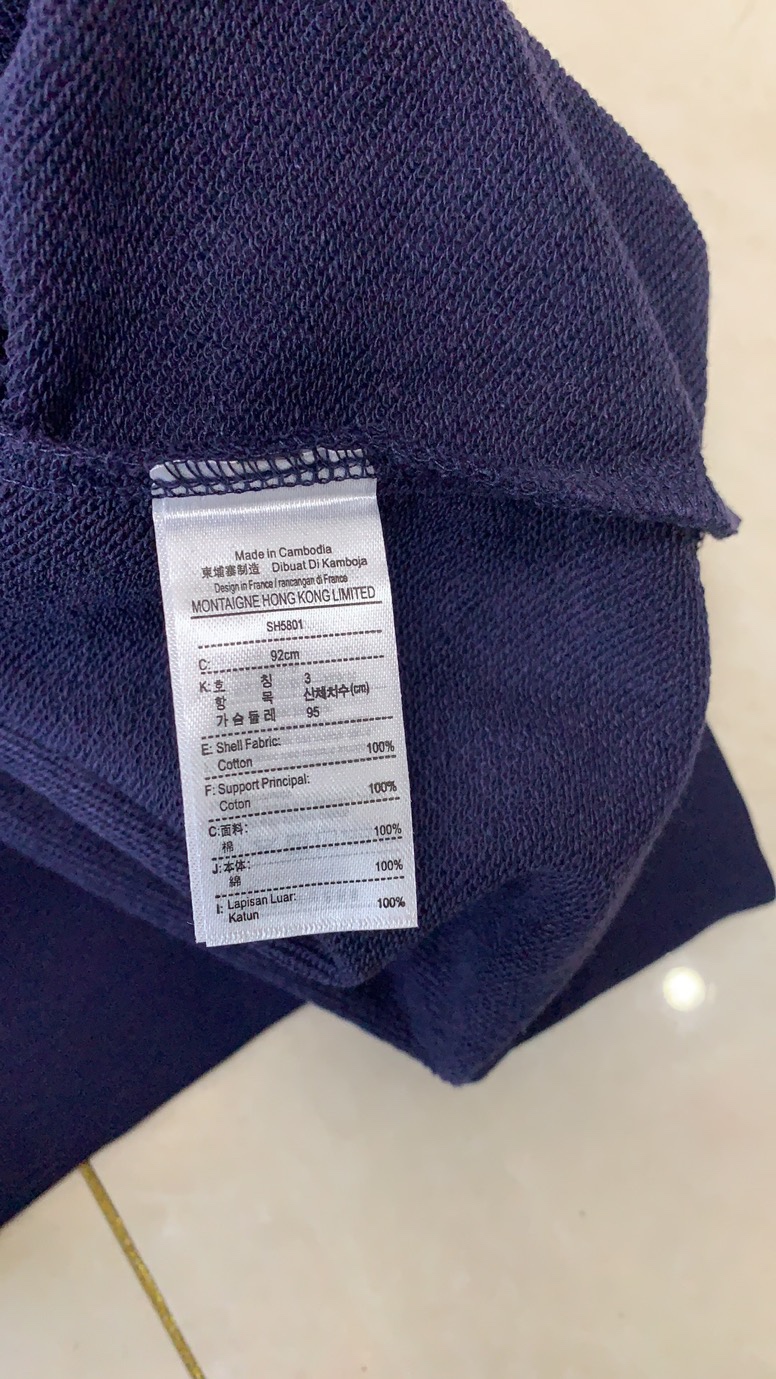 Made in Cambodia
柬埔寨制造 Dibuat Di Kamboja
Design in France / rancangan di France
MONTAIGNE HONG KONG LIMITED
SH5801
C: 92cm
K: 호 칭 3
항 목 신체치수(cm)
가 슴 둘 레 95
E: Shell Fabric:
Cotton 100%
F: Support Principal:
Coton 100%
C:面料:
棉 100%
J:本体:
綿 100%
I: Lapisan Luar:
Katun 100%